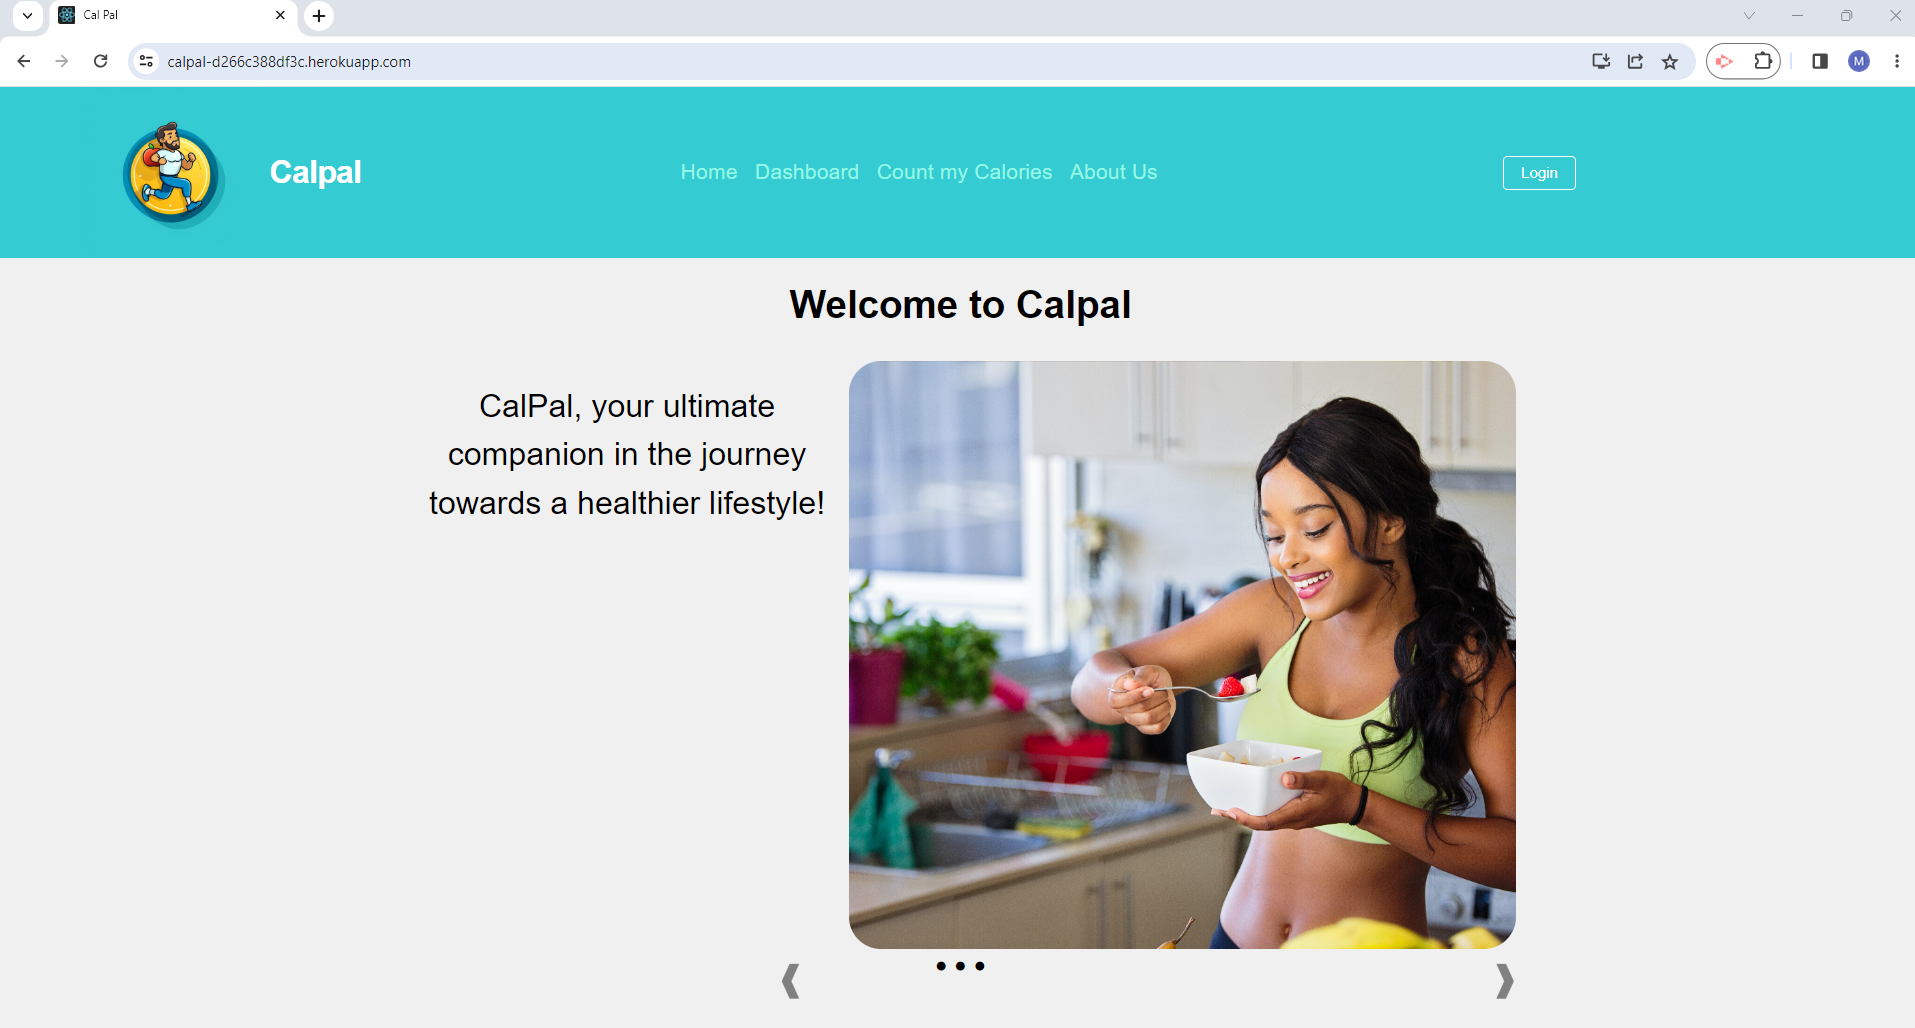 Cal Pal
calpal-d266c388df3c.herokuapp.com
M
Calpal
Home Dashboard Count my Calories About Us
Login
Welcome to Calpal
CalPal, your ultimate
companion in the journey
towards a healthier lifestyle!